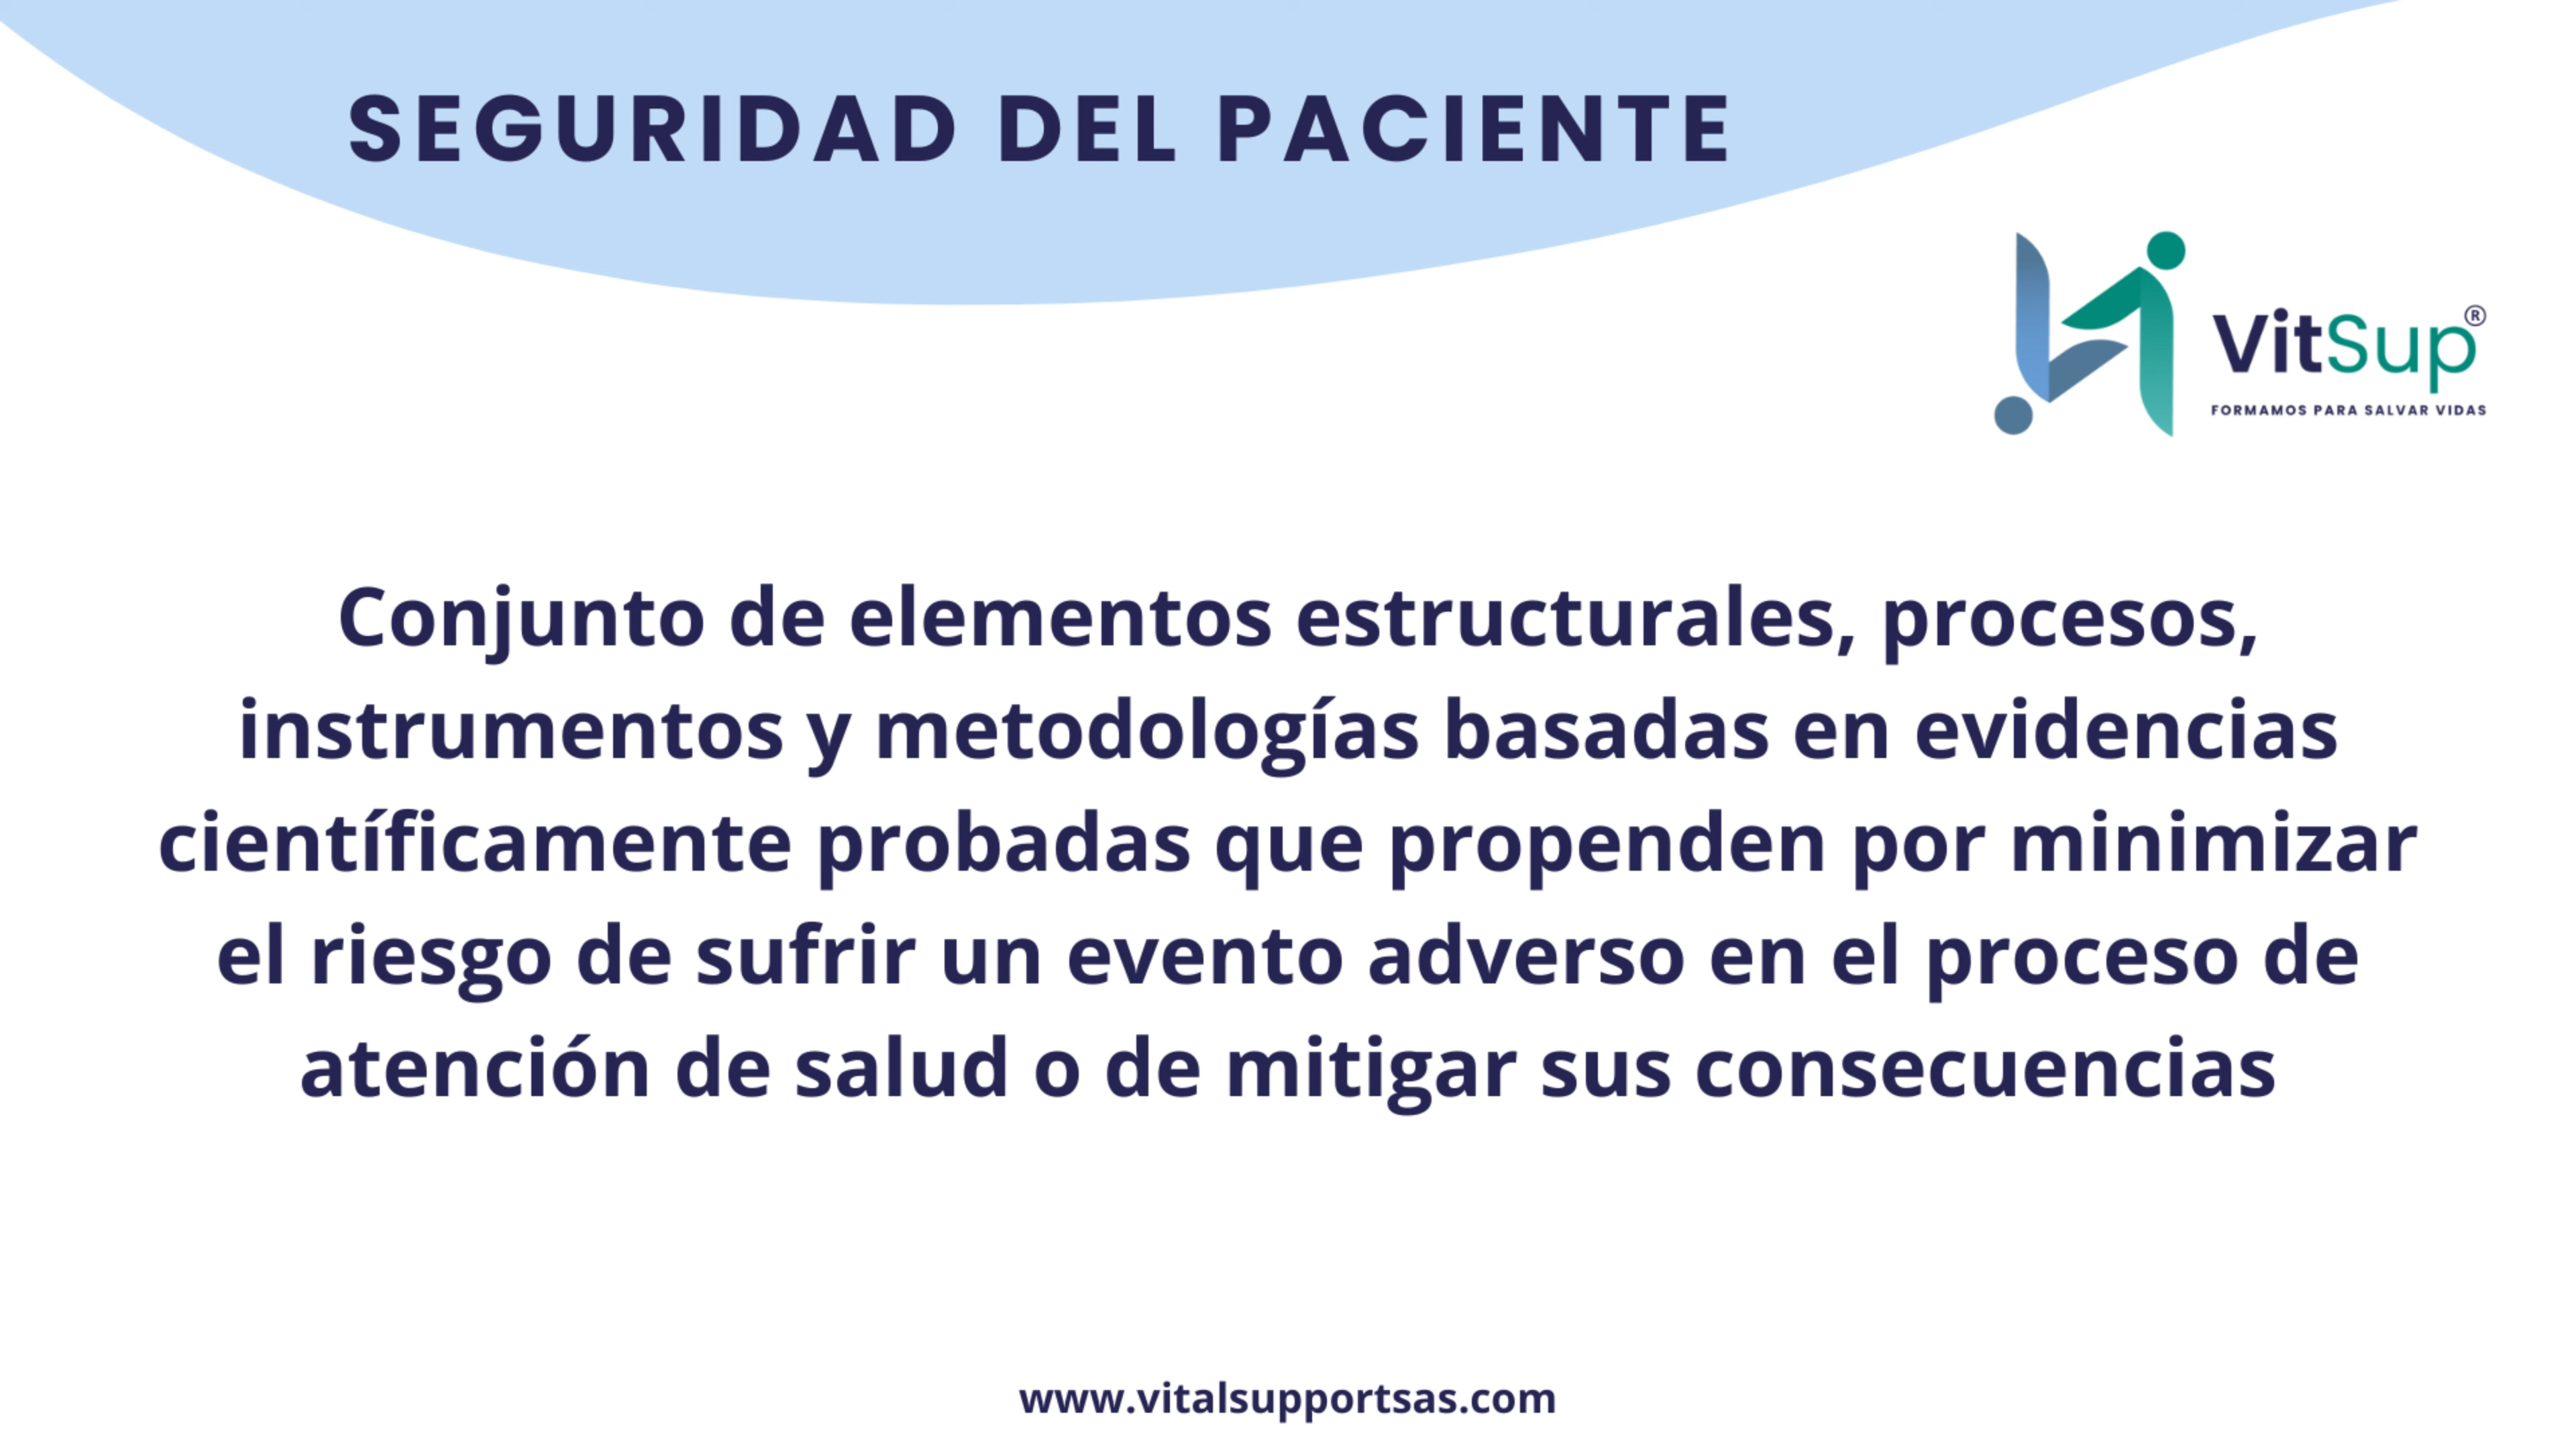 SEGURIDAD DEL PACIENTE
VitSup®
FORMAMOS PARA SALVAR VIDAS
Conjunto de elementos estructurales, procesos,
instrumentos y metodologías basadas en evidencias
científicamente probadas que propenden por minimizar
el riesgo de sufrir un evento adverso en el proceso de
atención de salud o de mitigar sus consecuencias
www.vitalsupportsas.com